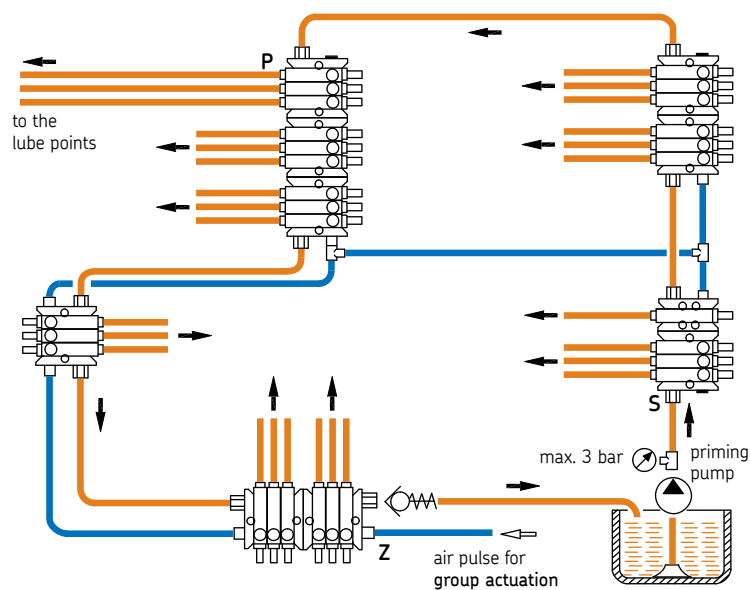 P
to the
lube points
S
max. 3 bar
priming
pump
Z
air pulse for
group actuation